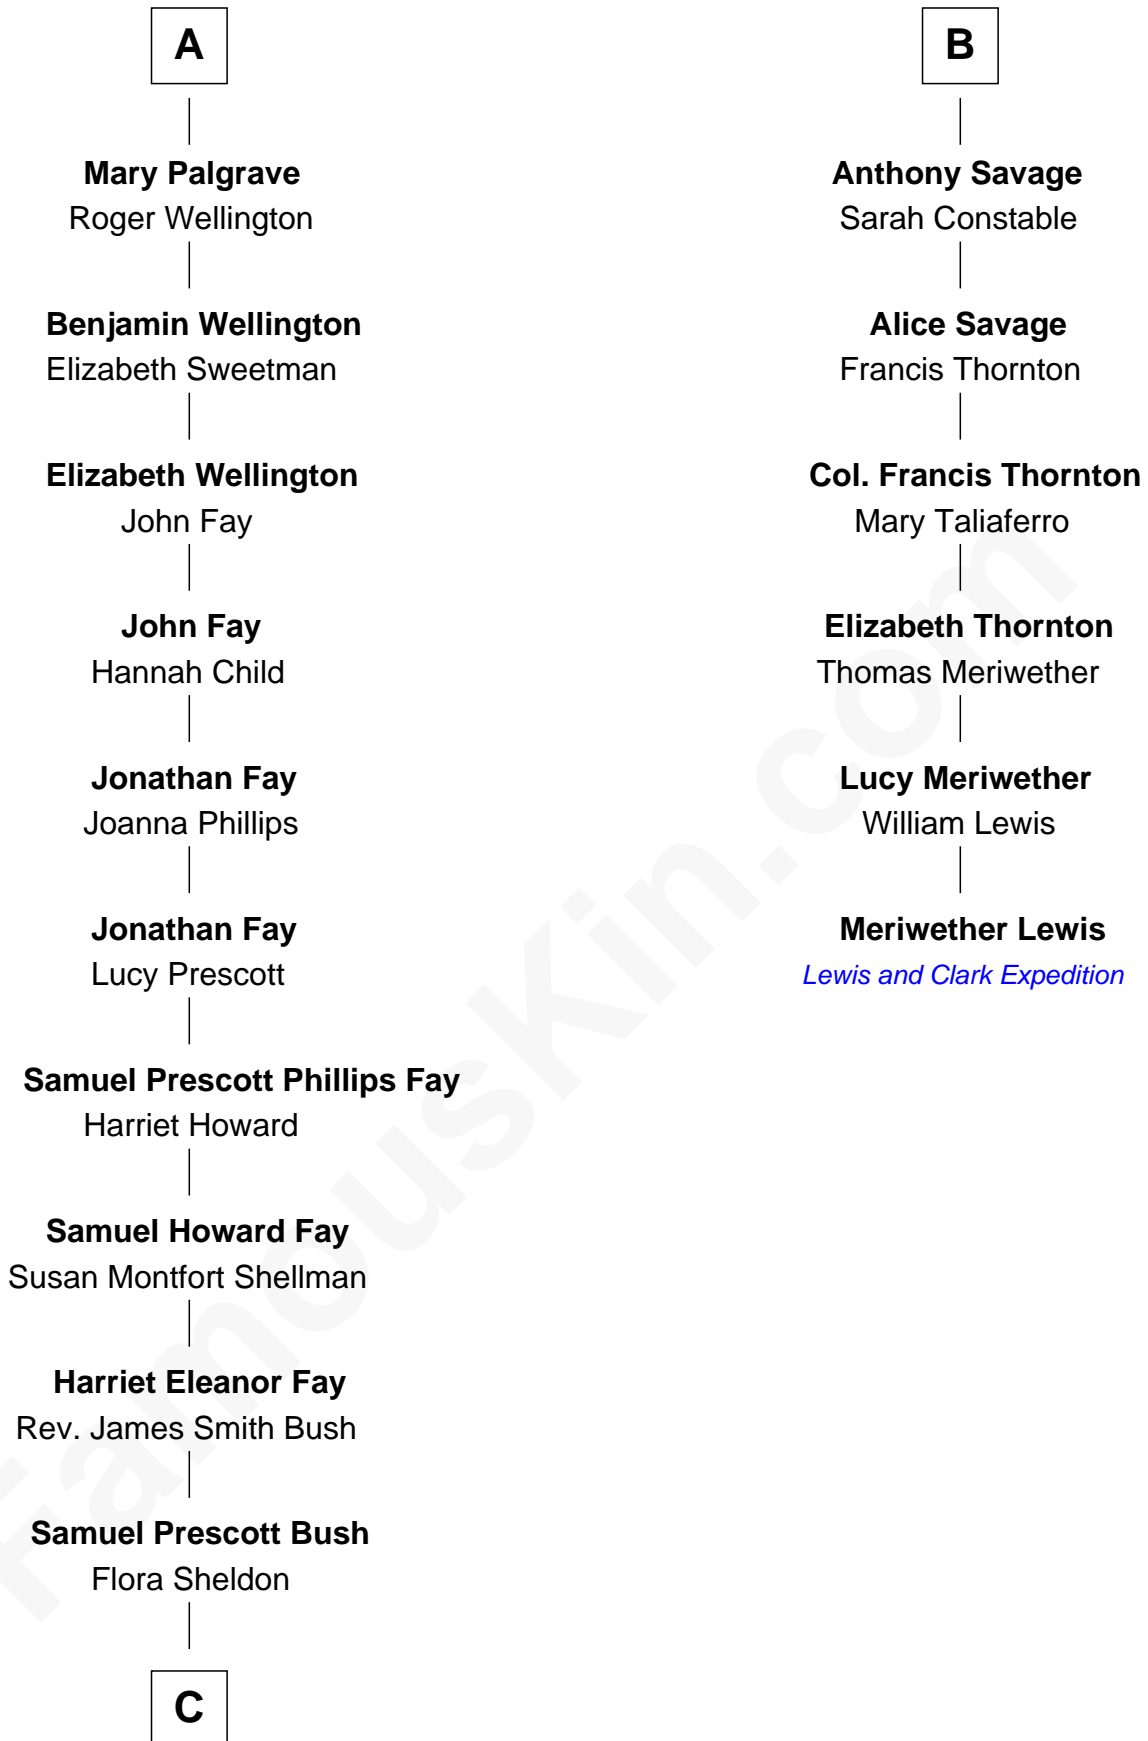 A
Mary Palgrave
Roger Wellington
Benjamin Wellington
Elizabeth Sweetman
Elizabeth Wellington
John Fay
John Fay
Hannah Child
Jonathan Fay
Joanna Phillips
Jonathan Fay
Lucy Prescott
Samuel Prescott Phillips Fay
Harriet Howard
Samuel Howard Fay
Susan Montfort Shellman
Harriet Eleanor Fay
Rev. James Smith Bush
Samuel Prescott Bush
Flora Sheldon
C
B
Anthony Savage
Sarah Constable
Alice Savage
Francis Thornton
Col. Francis Thornton
Mary Taliaferro
Elizabeth Thornton
Thomas Meriwether
Lucy Meriwether
William Lewis
Meriwether Lewis
Lewis and Clark Expedition
FamousKin.com